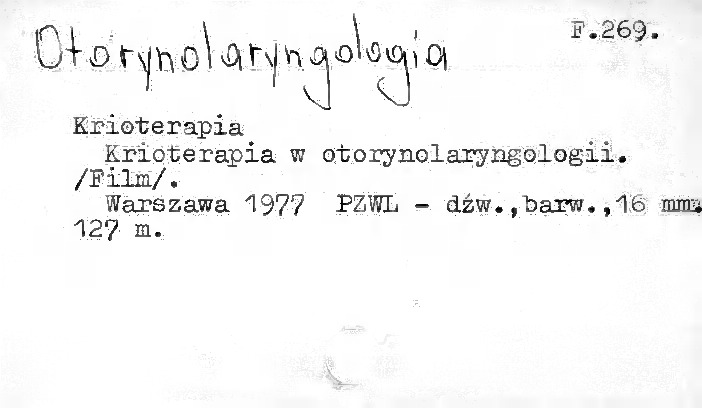 Otorynolaryngologia
F.269.
Krioterapia
Krioterapia w otorynolaryngologii.
/Film/.
Warszawa 1977 PZWL - dźw.,barw.,16 mm.
127 m.